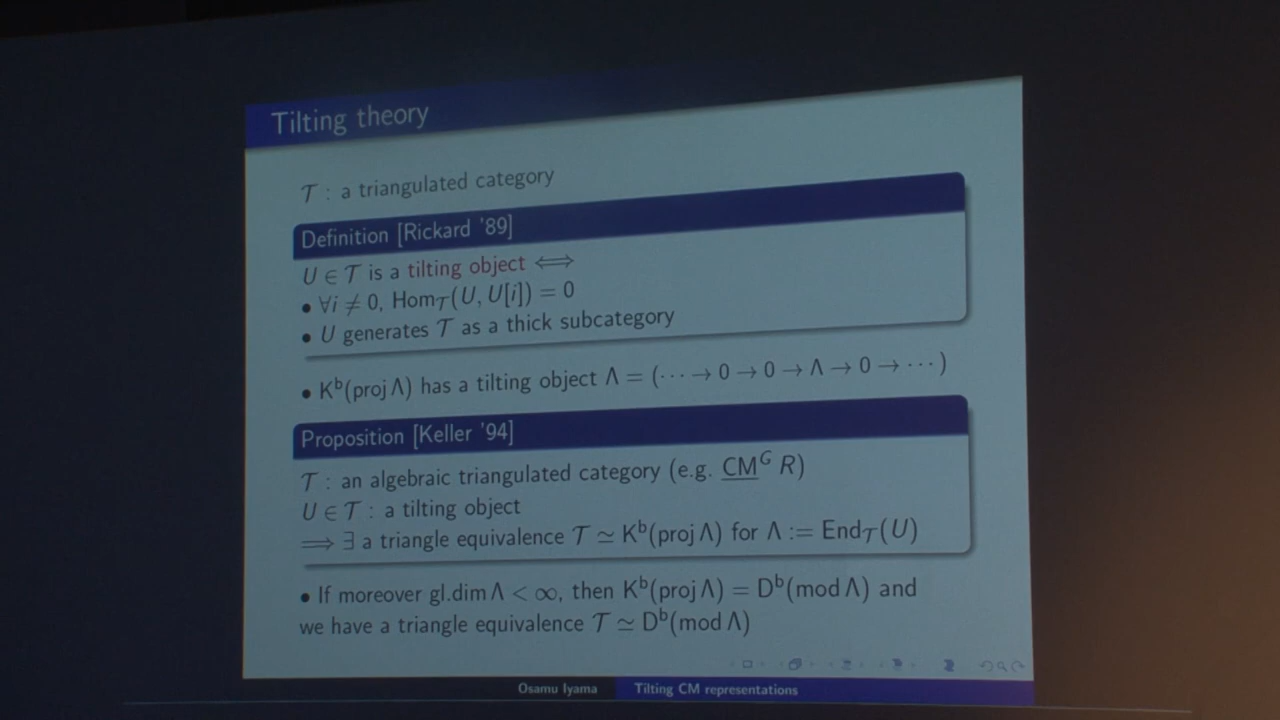 Tilting theory
𝒯 : a triangulated category
Definition [Rickard '89]
U ∈ 𝒯 is a tilting object ⟺
• ∀i ≠ 0, Hom_𝒯(U, U[i]) = 0
• U generates 𝒯 as a thick subcategory
• K^b(proj Λ) has a tilting object Λ = (··· → 0 → 0 → Λ → 0 → ··· )
Proposition [Keller '94]
𝒯 : an algebraic triangulated category (e.g. C̲M̲^G R)
U ∈ 𝒯 : a tilting object
⟹ ∃ a triangle equivalence 𝒯 ≃ K^b(proj Λ) for Λ := End_𝒯(U)
• If moreover gl.dim Λ < ∞, then K^b(proj Λ) = D^b(mod Λ) and
we have a triangle equivalence 𝒯 ≃ D^b(mod Λ)
Osamu Iyama Tilting CM representations